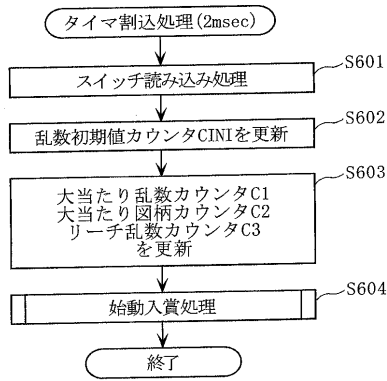 タイマ割込処理(2msec)
S601
スイッチ読み込み処理
S602
乱数初期値カウンタCINIを更新
S603
大当たり乱数カウンタC1
大当たり図柄カウンタC2
リーチ乱数カウンタC3
を更新
S604
始動入賞処理
終了